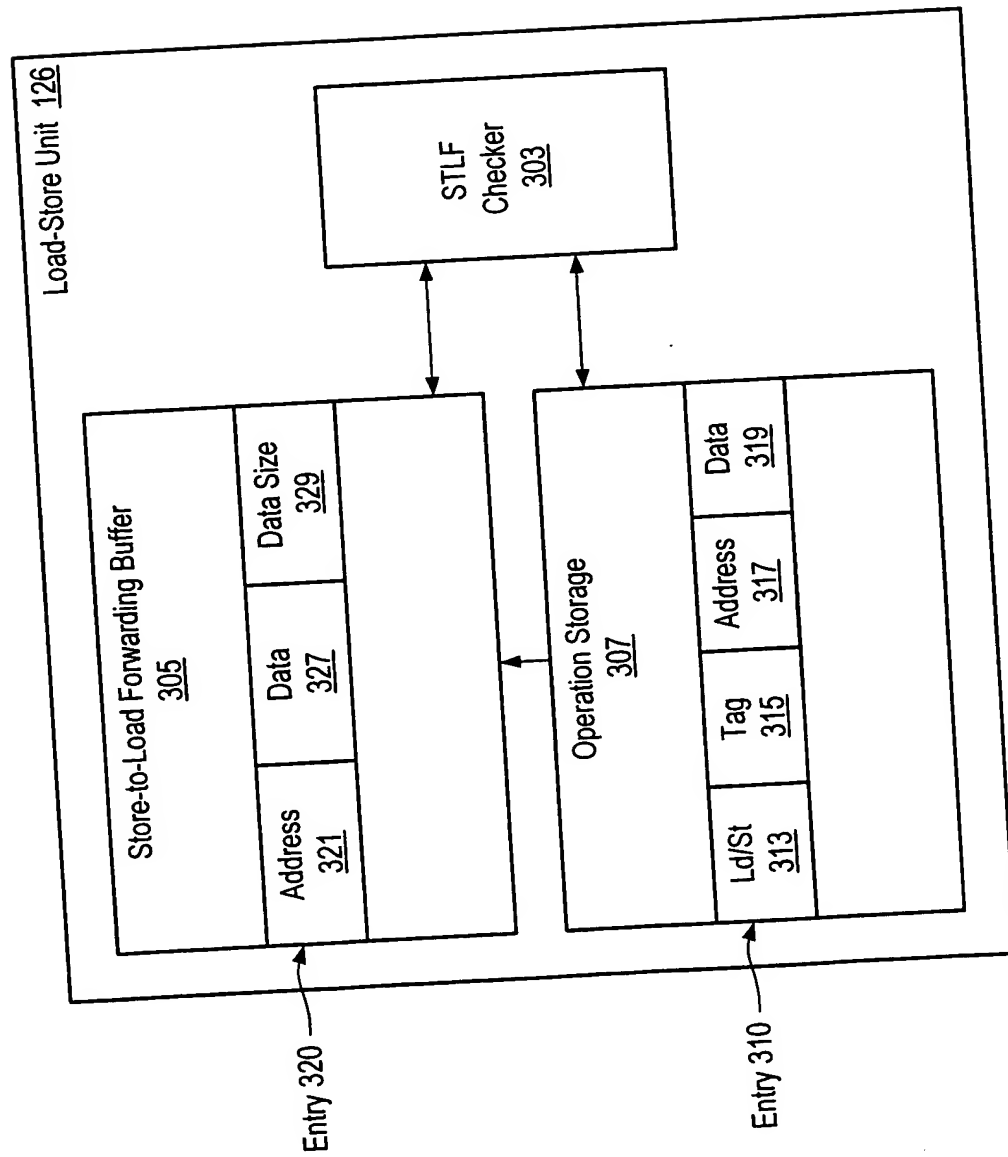 Load-Store Unit 126
Store-to-Load Forwarding Buffer
305
Address
321
Data
327
Data Size
329
Entry 320
STLF
Checker
303
Operation Storage
307
Ld/St
313
Tag
315
Address
317
Data
319
Entry 310